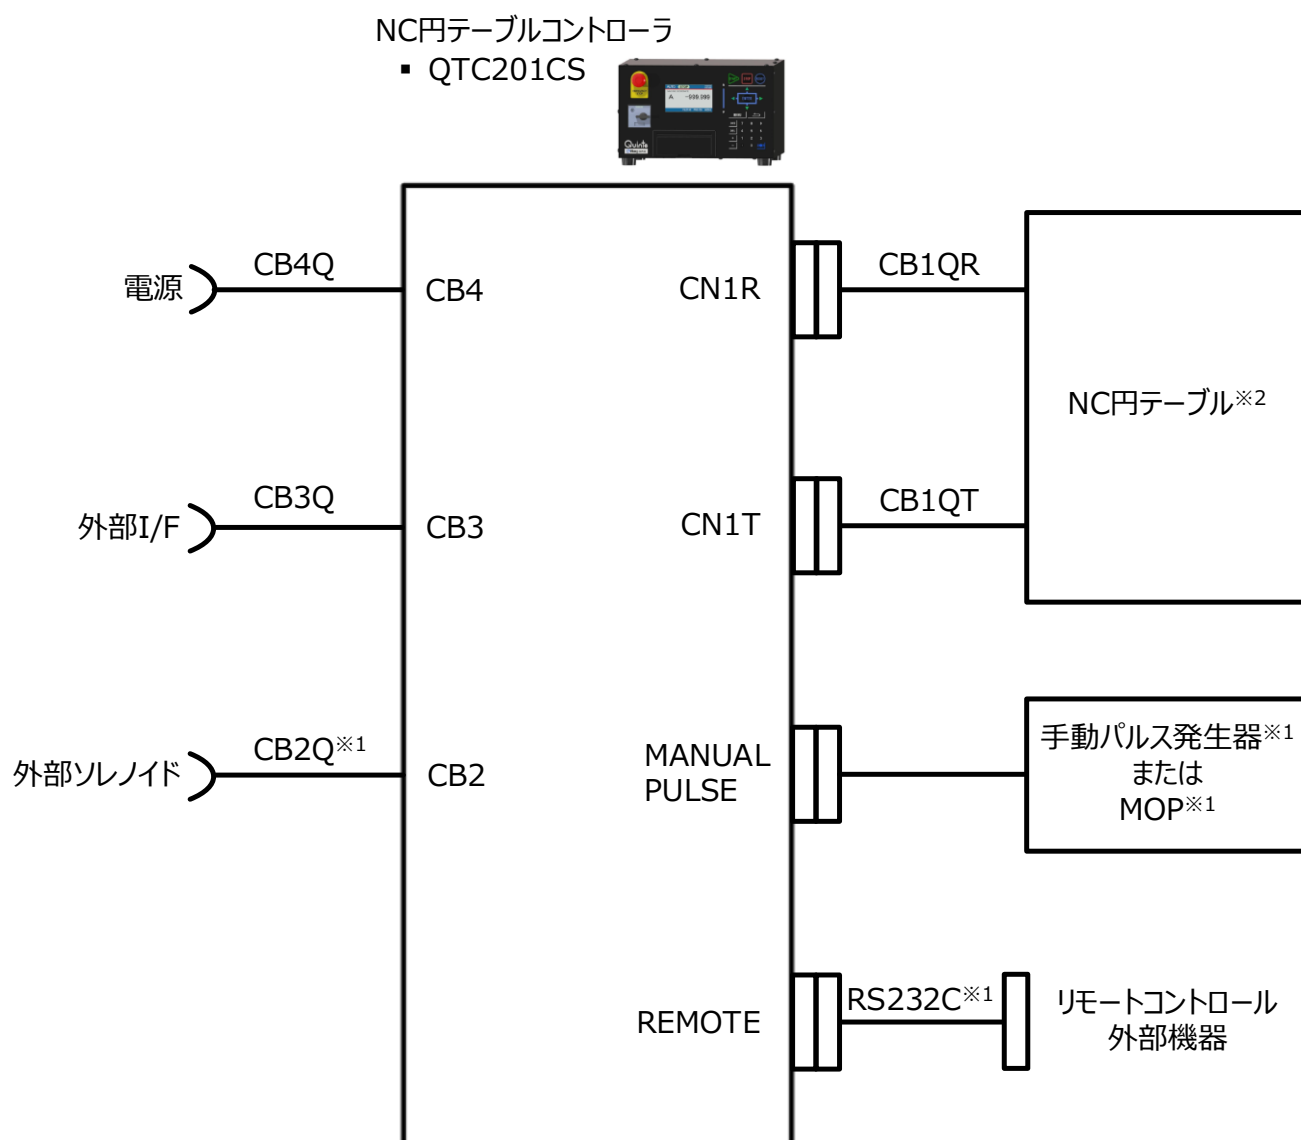 NC円テーブルコントローラ
▪ QTC201CS
A -009.090
Quinte
電源
CB4Q
CB4
CN1R
CB1QR
NC円テーブル※2
外部I/F
CB3Q
CB3
CN1T
CB1QT
外部ソレノイド
CB2Q※1
CB2
MANUAL
PULSE
手動パルス発生器※1
または
MOP※1
REMOTE
RS232C※1
リモートコントロール
外部機器